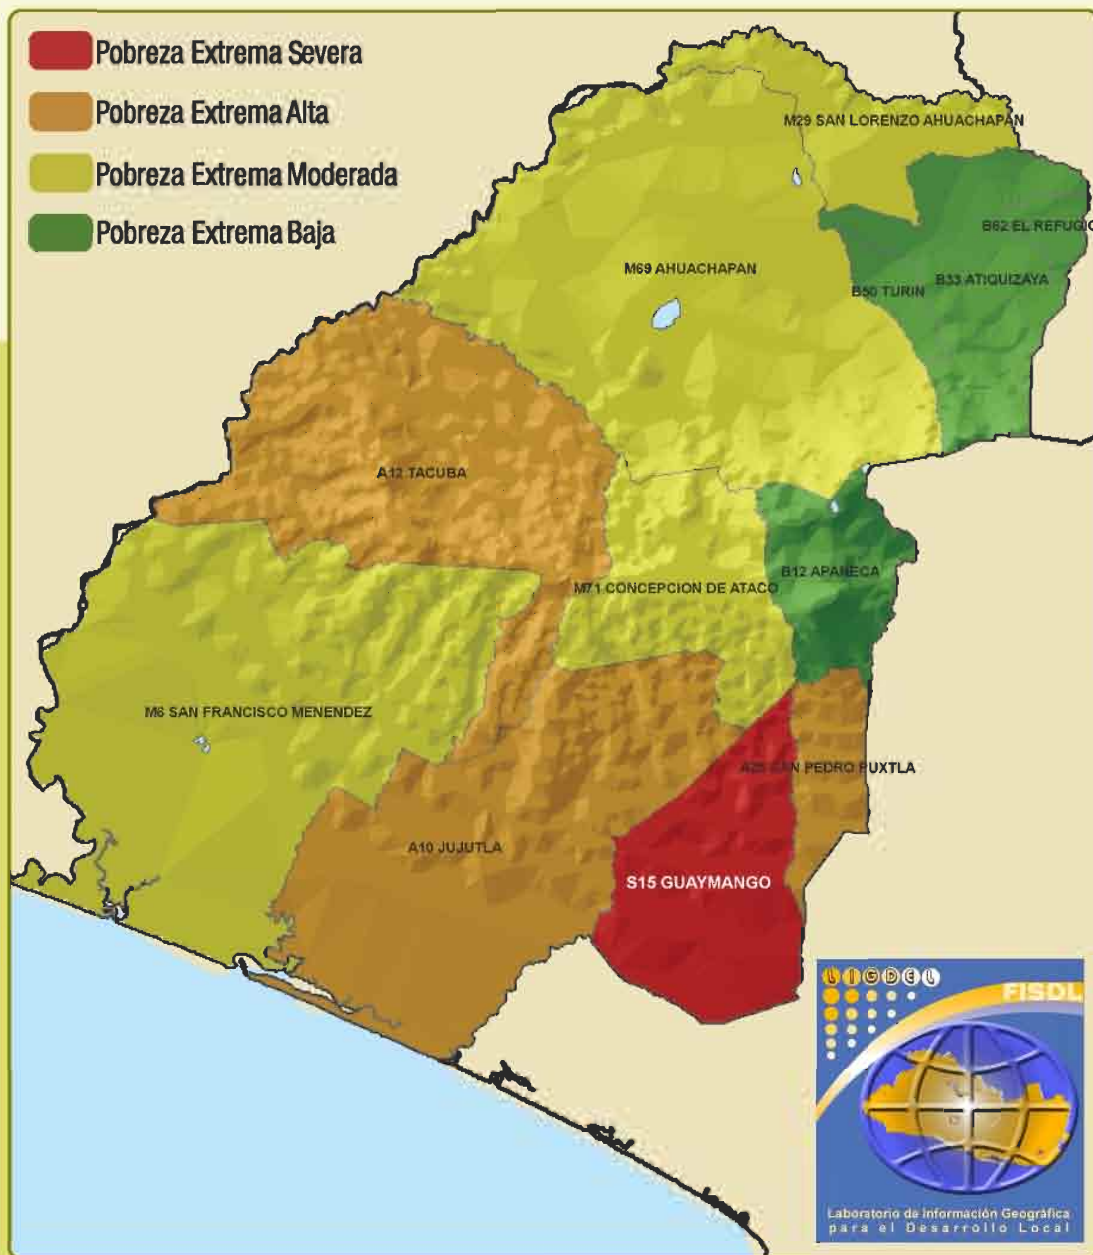 Pobreza Extrema Severa
Pobreza Extrema Alta
Pobreza Extrema Moderada
Pobreza Extrema Baja
M29 SAN LORENZO AHUACHAPAN
B62 EL REFUGIO
M69 AHUACHAPAN
B33 ATIQUIZAYA
B50 TURIN
A12 TACUBA
B12 APANECA
M71 CONCEPCION DE ATACO
M6 SAN FRANCISCO MENENDEZ
SAN PEDRO PUXTLA
A10 JUJUTLA
S15 GUAYMANGO
LIGDEL
FISDL
Laboratorio de Información Geográfica
para el Desarrollo Local